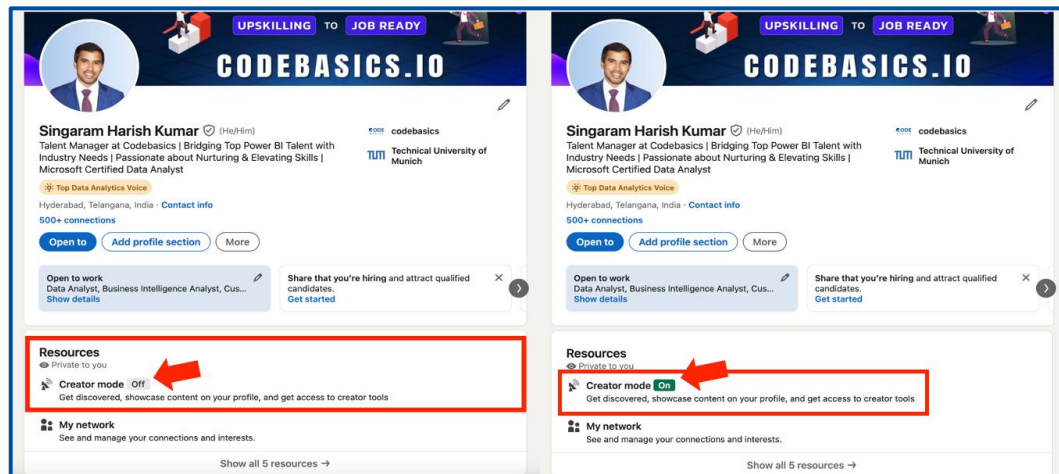 UPSKILLING TO JOB READY
CODEBASICS.IO
Singaram Harish Kumar (He/Him)
Talent Manager at Codebasics | Bridging Top Power BI Talent with
Industry Needs | Passionate about Nurturing & Elevating Skills |
Microsoft Certified Data Analyst
CODE codebasics
TUM Technical University of
Munich
Top Data Analytics Voice
Hyderabad, Telangana, India · Contact info
500+ connections
Open to Add profile section More
Open to work
Data Analyst, Business Intelligence Analyst, Cus...
Show details
Share that you're hiring and attract qualified
candidates.
Get started
Resources
Private to you
Creator mode Off
Get discovered, showcase content on your profile, and get access to creator tools
My network
See and manage your connections and interests.
Show all 5 resources →
UPSKILLING TO JOB READY
CODEBASICS.IO
Singaram Harish Kumar (He/Him)
Talent Manager at Codebasics | Bridging Top Power BI Talent with
Industry Needs | Passionate about Nurturing & Elevating Skills |
Microsoft Certified Data Analyst
CODE codebasics
TUM Technical University of
Munich
Top Data Analytics Voice
Hyderabad, Telangana, India · Contact info
500+ connections
Open to Add profile section More
Open to work
Data Analyst, Business Intelligence Analyst, Cus...
Show details
Share that you're hiring and attract qualified
candidates.
Get started
Resources
Private to you
Creator mode On
Get discovered, showcase content on your profile, and get access to creator tools
My network
See and manage your connections and interests.
Show all 5 resources →